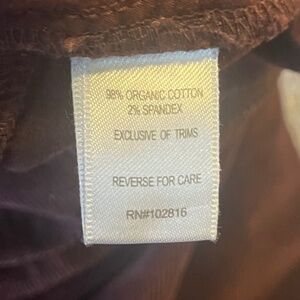 98% ORGANIC COTTON
2% SPANDEX
EXCLUSIVE OF TRIMS
REVERSE FOR CARE
RN#102816